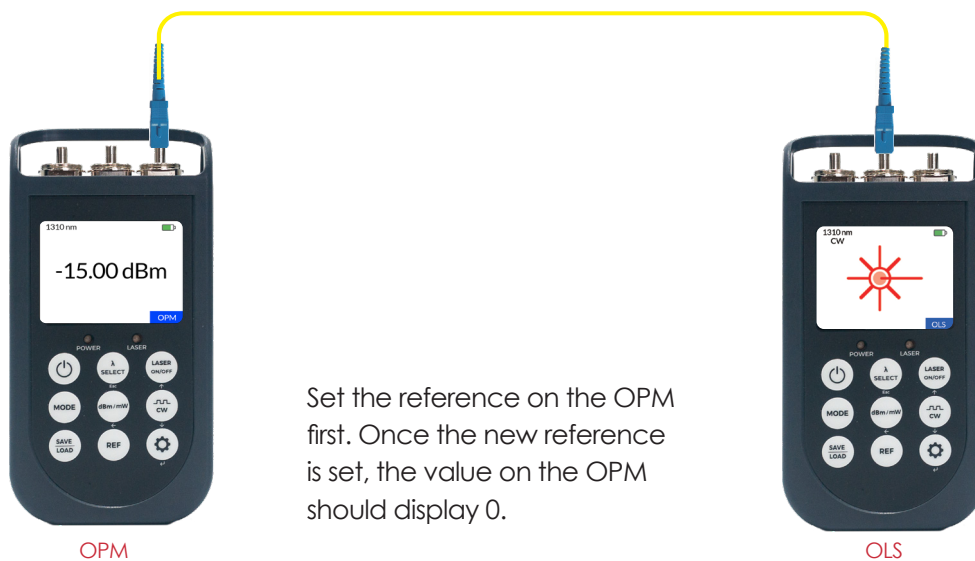 1310 nm
-15.00 dBm
OPM
POWER LASER
λ
SELECT
LASER
ON/OFF
Esc
MODE
dBm/mW
CW
SAVE
LOAD
REF
OPM
Set the reference on the OPM
first. Once the new reference
is set, the value on the OPM
should display 0.
1310 nm
CW
OLS
POWER LASER
λ
SELECT
LASER
ON/OFF
Esc
MODE
dBm/mW
CW
SAVE
LOAD
REF
OLS